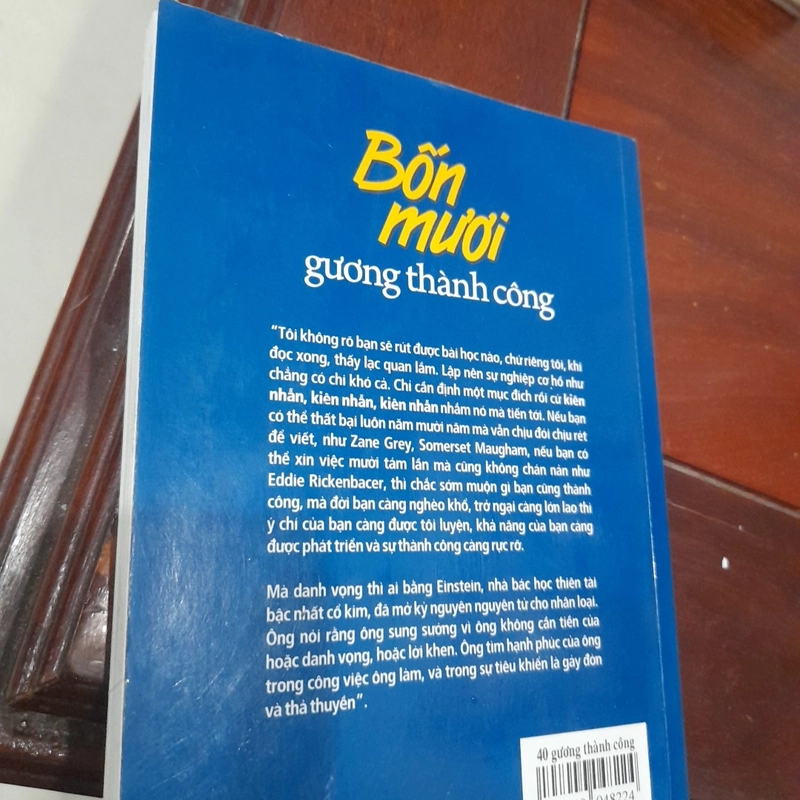 Bốn
mươi
gương thành công
"Tôi không rõ bạn sẽ rút được bài học nào, chứ riêng tôi, khi
đọc xong, thấy lạc quan lắm. Lập nên sự nghiệp cơ hồ như
chẳng có chi khó cả. Chỉ cần định một mục đích rồi cứ kiên
nhẫn, kiên nhẫn, kiên nhẫn nhắm nó mà tiến tới. Nếu bạn
có thể thất bại luôn năm mười năm mà vẫn chịu đói chịu rét
để viết, như Zane Grey, Somerset Maugham, nếu bạn có
thể xin việc mười tám lần mà cũng không chán nản như
Eddie Rickenbacer, thì chắc sớm muộn gì bạn cũng thành
công, mà đời bạn càng nghèo khổ, trở ngại càng lớn lao thì
ý chí của bạn càng được tôi luyện, khả năng của bạn càng
được phát triển và sự thành công càng rực rỡ.
Mà danh vọng thì ai bằng Einstein, nhà bác học thiên tài
bậc nhất cổ kim, đã mở kỷ nguyên nguyên tử cho nhân loại.
Ông nói rằng ông sung sướng vì ông không cần tiền của
hoặc danh vọng, hoặc lời khen. Ông tìm hạnh phúc của ông
trong công việc ông làm, và trong sự tiêu khiển là gảy đờn
và thả thuyền".
40 gương thành công